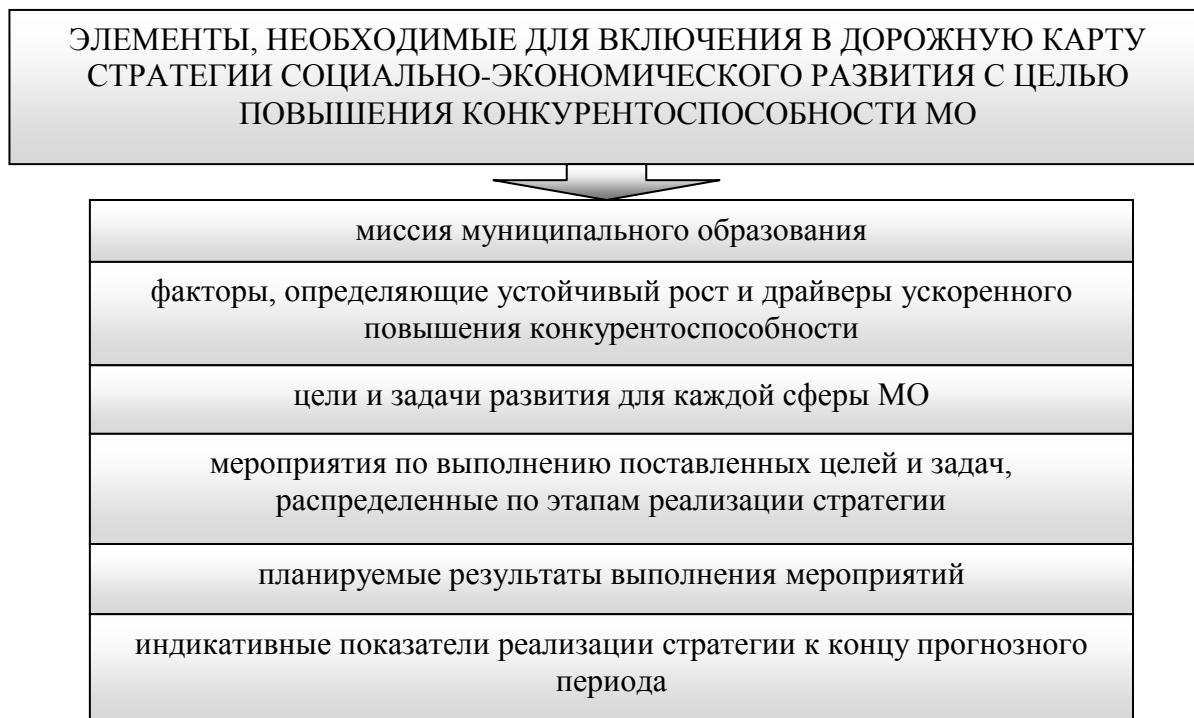 ЭЛЕМЕНТЫ, НЕОБХОДИМЫЕ ДЛЯ ВКЛЮЧЕНИЯ В ДОРОЖНУЮ КАРТУ
СТРАТЕГИИ СОЦИАЛЬНО-ЭКОНОМИЧЕСКОГО РАЗВИТИЯ С ЦЕЛЬЮ
ПОВЫШЕНИЯ КОНКУРЕНТОСПОСОБНОСТИ МО
миссия муниципального образования
факторы, определяющие устойчивый рост и драйверы ускоренного
повышения конкурентоспособности
цели и задачи развития для каждой сферы МО
мероприятия по выполнению поставленных целей и задач,
распределенные по этапам реализации стратегии
планируемые результаты выполнения мероприятий
индикативные показатели реализации стратегии к концу прогнозного
периода